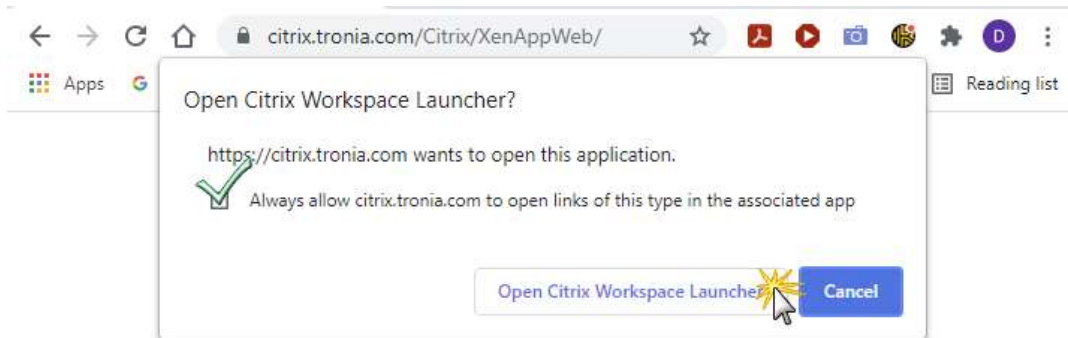 citrix.tronia.com/Citrix/XenAppWeb/
D
Apps
G
Reading list
Open Citrix Workspace Launcher?
https://citrix.tronia.com wants to open this application.
Always allow citrix.tronia.com to open links of this type in the associated app
Open Citrix Workspace Launcher
Cancel